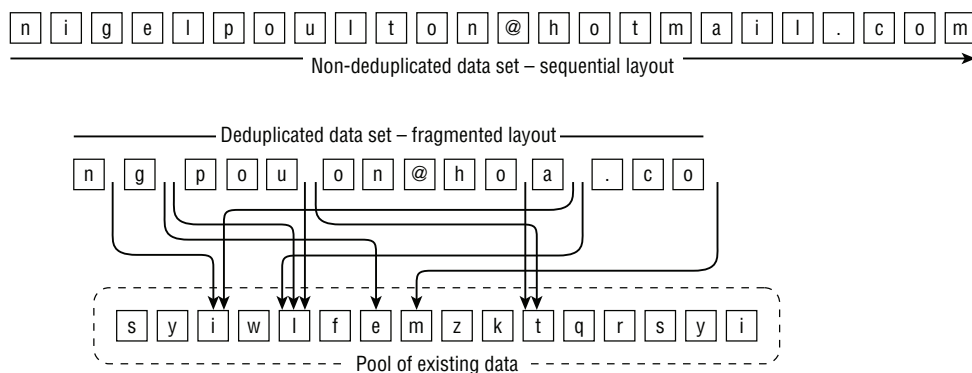 n i g e l p o u l t o n @ h o t m a i l . c o m
Non-deduplicated data set – sequential layout
Deduplicated data set – fragmented layout
n g p o u o n @ h o a . c o
s y i w l f e m z k t q r s y i
Pool of existing data